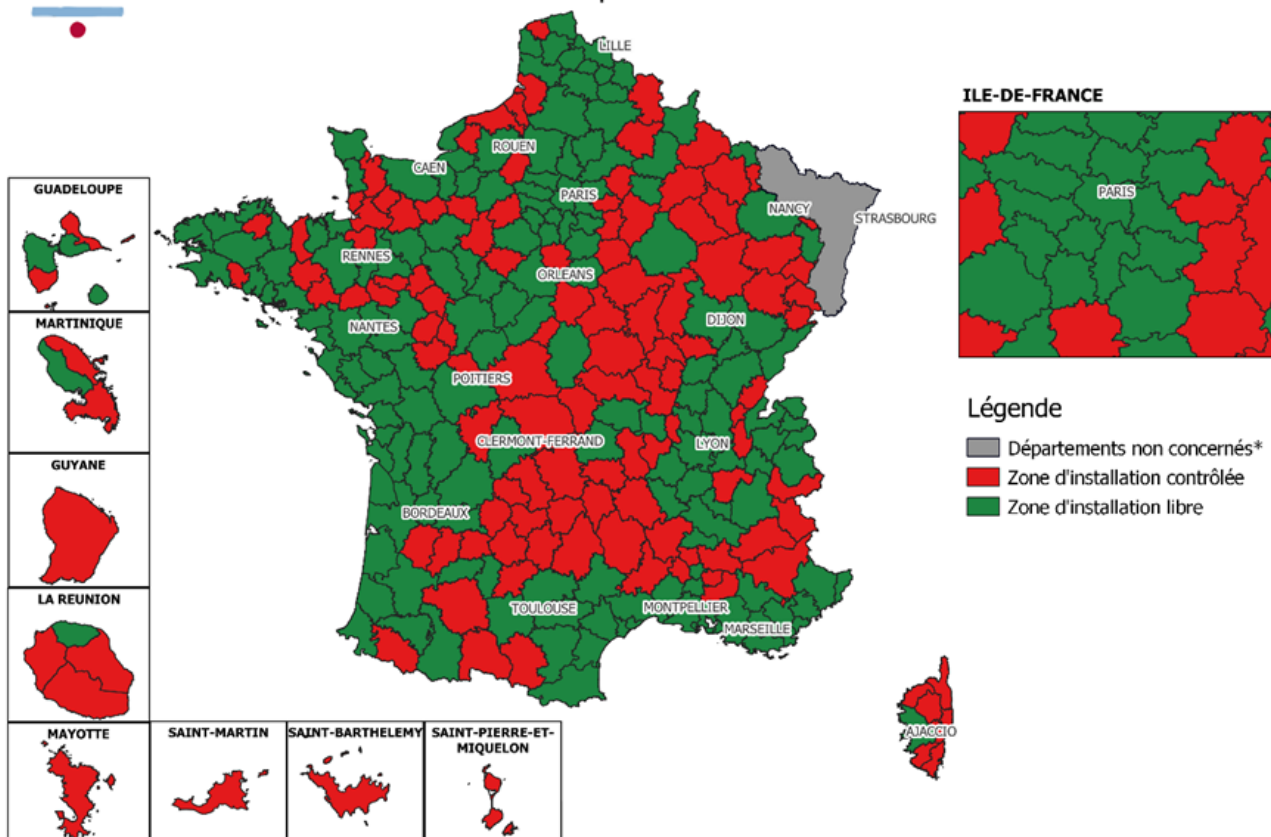 LILLE
ILE-DE-FRANCE
ROUEN
CAEN
PARIS
PARIS
GUADELOUPE
NANCY
STRASBOURG
RENNES
ORLEANS
MARTINIQUE
NANTES
DIJON
POITIERS
Légende
CLERMONT-FERRAND
LYON
Départements non concernés*
GUYANE
Zone d'installation contrôlée
Zone d'installation libre
BORDEAUX
LA REUNION
TOULOUSE
MONTPELLIER
MARSEILLE
MAYOTTE
SAINT-MARTIN
SAINT-BARTHELEMY
SAINT-PIERRE-ET-
MIQUELON
AJACCIO